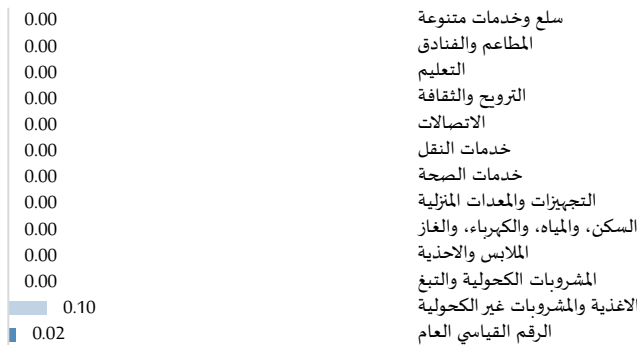 سلع وخدمات متنوعة 0.00
المطاعم والفنادق 0.00
التعليم 0.00
الترويح والثقافة 0.00
الاتصالات 0.00
خدمات النقل 0.00
خدمات الصحة 0.00
التجهيزات والمعدات المنزلية 0.00
السكن، والمياه، والكهرباء، والغاز 0.00
الملابس والاحذية 0.00
المشروبات الكحولية والتبغ 0.00
الاغذية والمشروبات غير الكحولية 0.10
الرقم القياسي العام 0.02